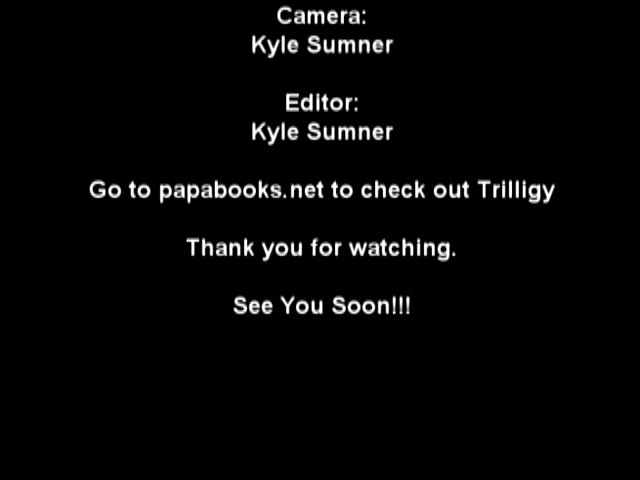 Camera:
Kyle Sumner
Editor:
Kyle Sumner
Go to papabooks.net to check out Trilligy
Thank you for watching.
See You Soon!!!